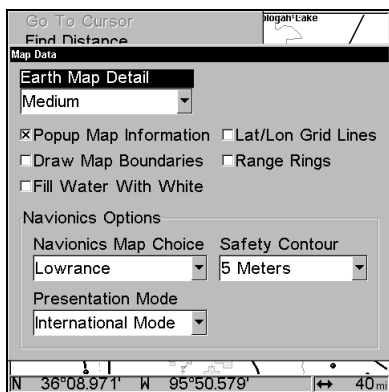 Go To Cursor
Find Distance
Map Data
Earth Map Detail
Medium
Popup Map Information
Lat/Lon Grid Lines
Draw Map Boundaries
Range Rings
Fill Water With White
Navionics Options
Navionics Map Choice
Safety Contour
Lowrance
5 Meters
Presentation Mode
International Mode
N 36°08.971' W 95°50.579' ↔ 40 mi